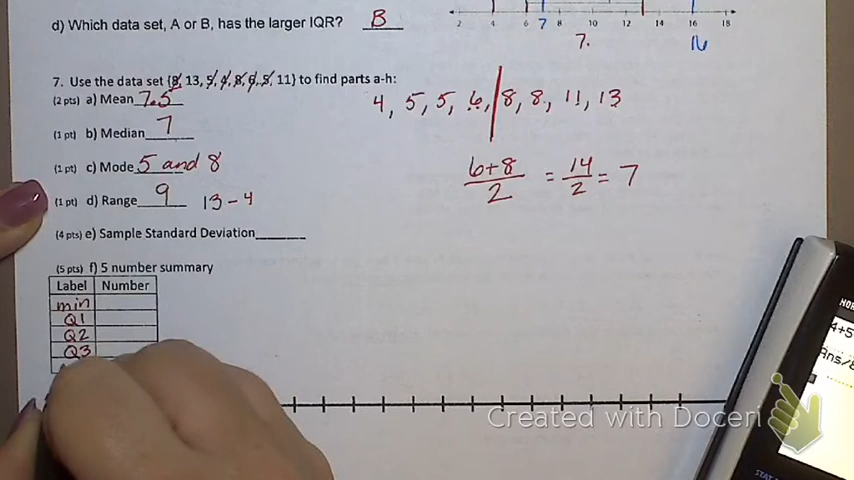 d) Which data set, A or B, has the larger IQR? B
2 4 6 7 8 10 12 14 16 18
7. 16
7. Use the data set {8, 13, 5, 4, 8, 6, 5, 11} to find parts a-h:
(2 pts) a) Mean 7.5
4, 5, 5, 6, 8, 8, 11, 13
(1 pt) b) Median 7
(1 pt) c) Mode 5 and 8
6+8 / 2 = 14 / 2 = 7
(1 pt) d) Range 9 13 - 4
(4 pts) e) Sample Standard Deviation
(5 pts) f) 5 number summary
Label Number
min
Q1
Q2
Q3
4+5
Ans/8
Created with Doceri